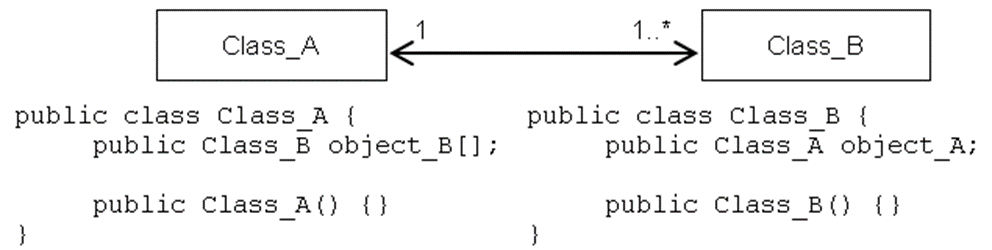 Class_A
1
1..*
Class_B
public class Class_A {
public Class_B object_B[];
public Class_A() {}
}
public class Class_B {
public Class_A object_A;
public Class_B() {}
}